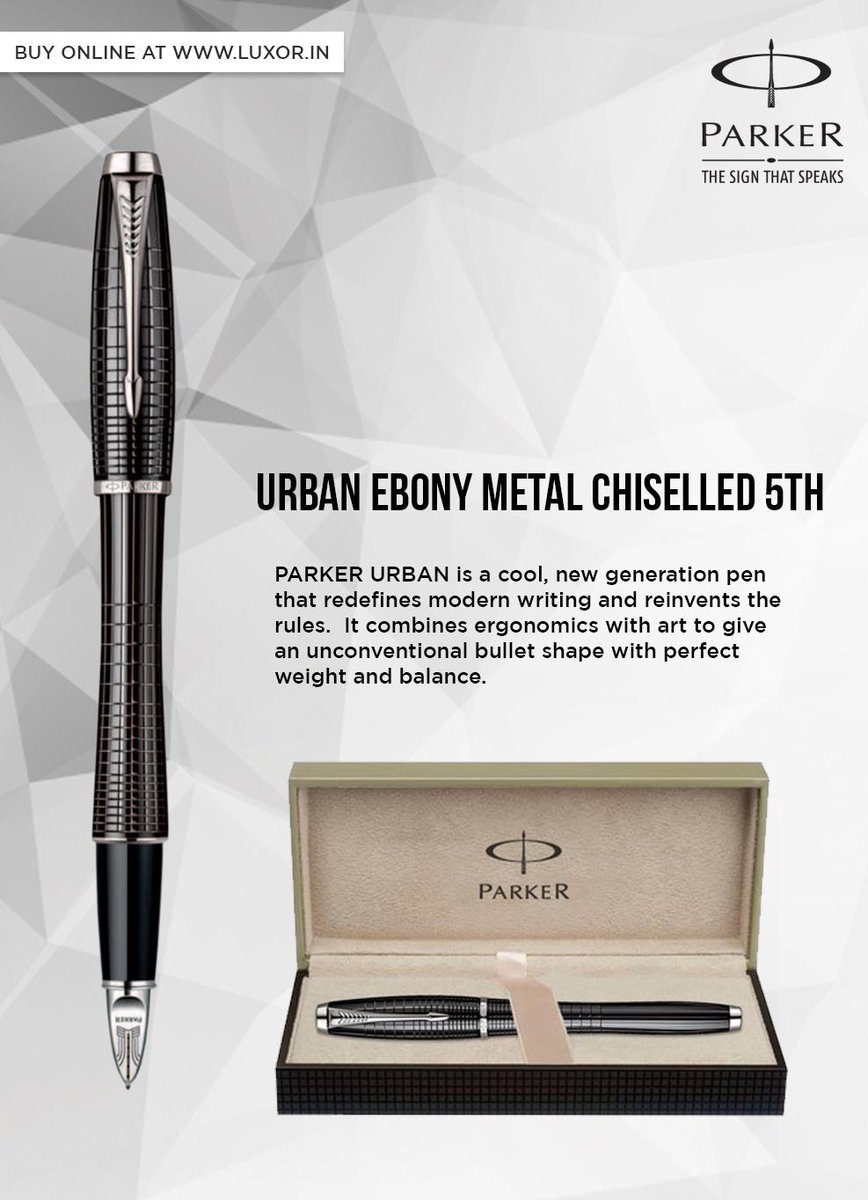 BUY ONLINE AT WWW.LUXOR.IN
PARKER
THE SIGN THAT SPEAKS
PARKER
URBAN EBONY METAL CHISELLED 5TH
PARKER URBAN is a cool, new generation pen
that redefines modern writing and reinvents the
rules.  It combines ergonomics with art to give
an unconventional bullet shape with perfect
weight and balance.
PARKER
PARKER